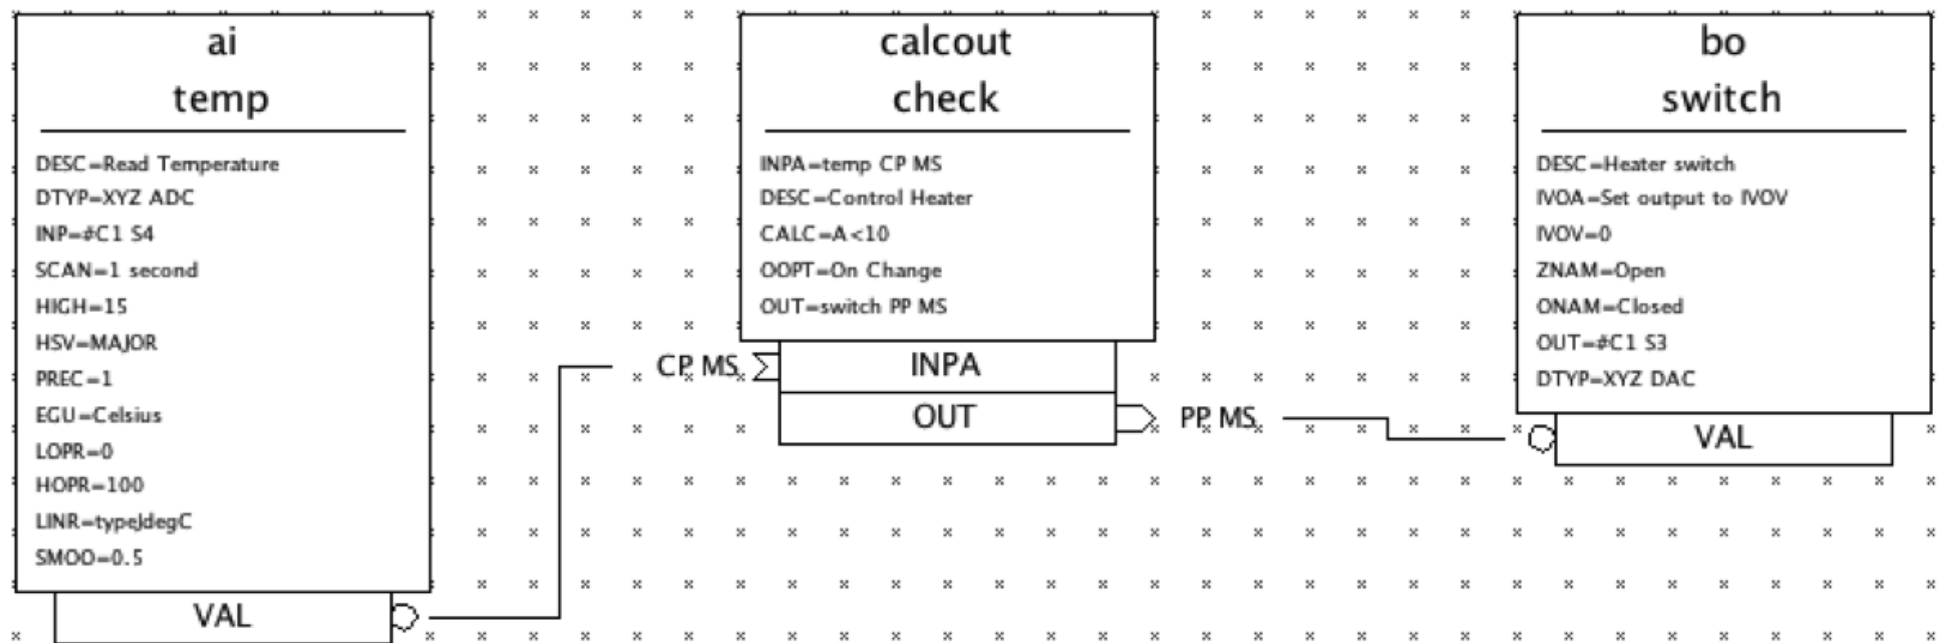 ai
temp
DESC=Read Temperature
DTYP=XYZ ADC
INP=#C1 S4
SCAN=1 second
HIGH=15
HSV=MAJOR
PREC=1
EGU=Celsius
LOPR=0
HOPR=100
LINR=typeJdegC
SMOO=0.5
VAL
calcout
check
INPA=temp CP MS
DESC=Control Heater
CALC=A<10
OOPT=On Change
OUT=switch PP MS
CP MS
INPA
OUT
PP MS
bo
switch
DESC=Heater switch
IVOA=Set output to IVOV
IVOV=0
ZNAM=Open
ONAM=Closed
OUT=#C1 S3
DTYP=XYZ DAC
VAL